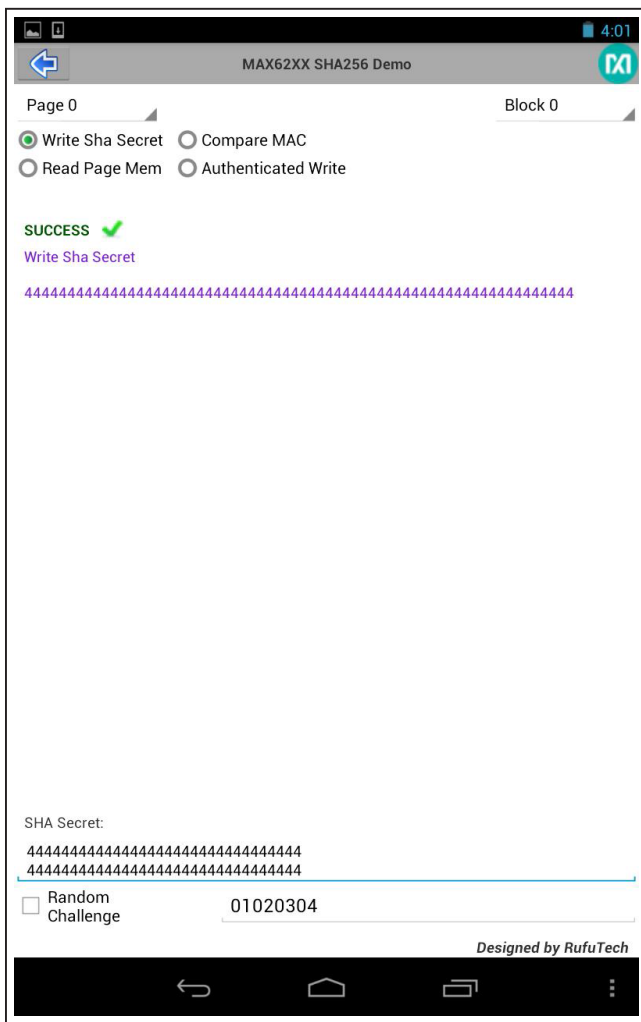 4:01
MAX62XX SHA256 Demo
Page 0 Block 0
Write Sha Secret Compare MAC
Read Page Mem Authenticated Write
SUCCESS
Write Sha Secret
4444444444444444444444444444444444444444444444444444444444444444
SHA Secret:
44444444444444444444444444444444
44444444444444444444444444444444
Random
Challenge
01020304
Designed by RufuTech